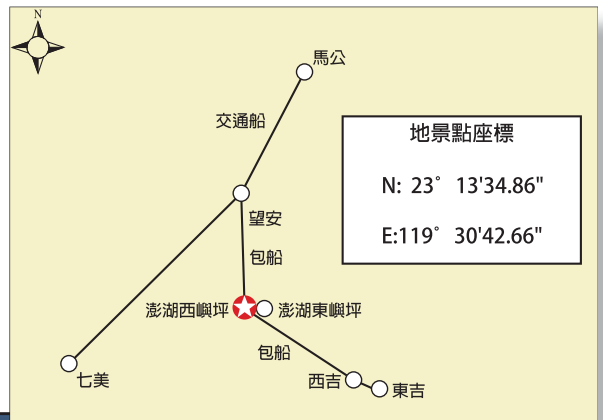 N
馬公
交通船
地景點座標
N: 23° 13'34.86"
E:119° 30'42.66"
望安
包船
澎湖西嶼坪
澎湖東嶼坪
包船
七美
西吉
東吉